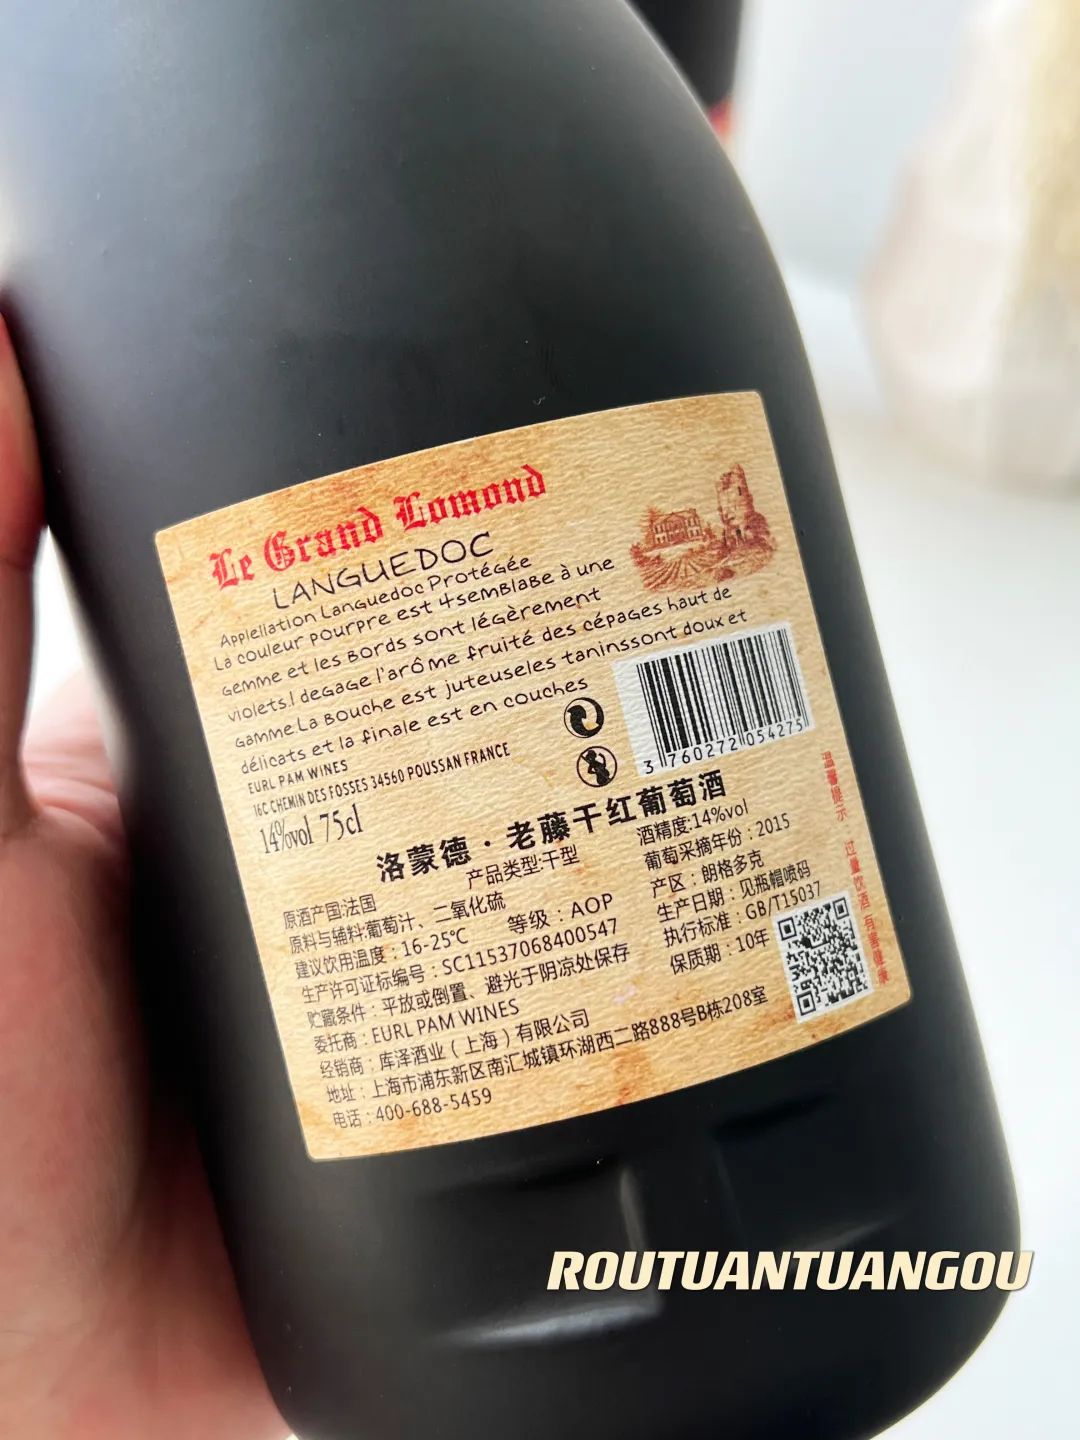 Le Grand Lomond
LANGUEDOC
Appiellation Languedoc Protégée
La couleur pourpre est 4semblabe à une
gemme et les bords sont légèrement
violets.l degage l'arôme fruité des cépages haut de
gamme.La bouche est juteuseles taninssont doux et
délicats et la finale est en couches
EURL PAM WINES
16C CHEMIN DES FOSSES 34560 POUSSAN FRANCE
14%vol 75cl
3 760272 054275
洛蒙德·老藤干红葡萄酒
产品类型:干型
原酒产国:法国
原料与辅料:葡萄汁、二氧化硫
建议饮用温度：16-25℃
等级：AOP
生产许可证标编号：SC11537068400547
贮藏条件：平放或倒置、避光于阴凉处保存
委托商：EURL PAM WINES
经销商：库泽酒业（上海）有限公司
地址：上海市浦东新区南汇城镇环湖西二路888号B栋208室
电话：400-688-5459
酒精度:14%vol
葡萄采摘年份：2015
产区：朗格多克
生产日期：见瓶帽喷码
执行标准：GB/T15037
保质期：10年
温馨提示 过量饮酒 有害健康
ROUTUANTUANGOU